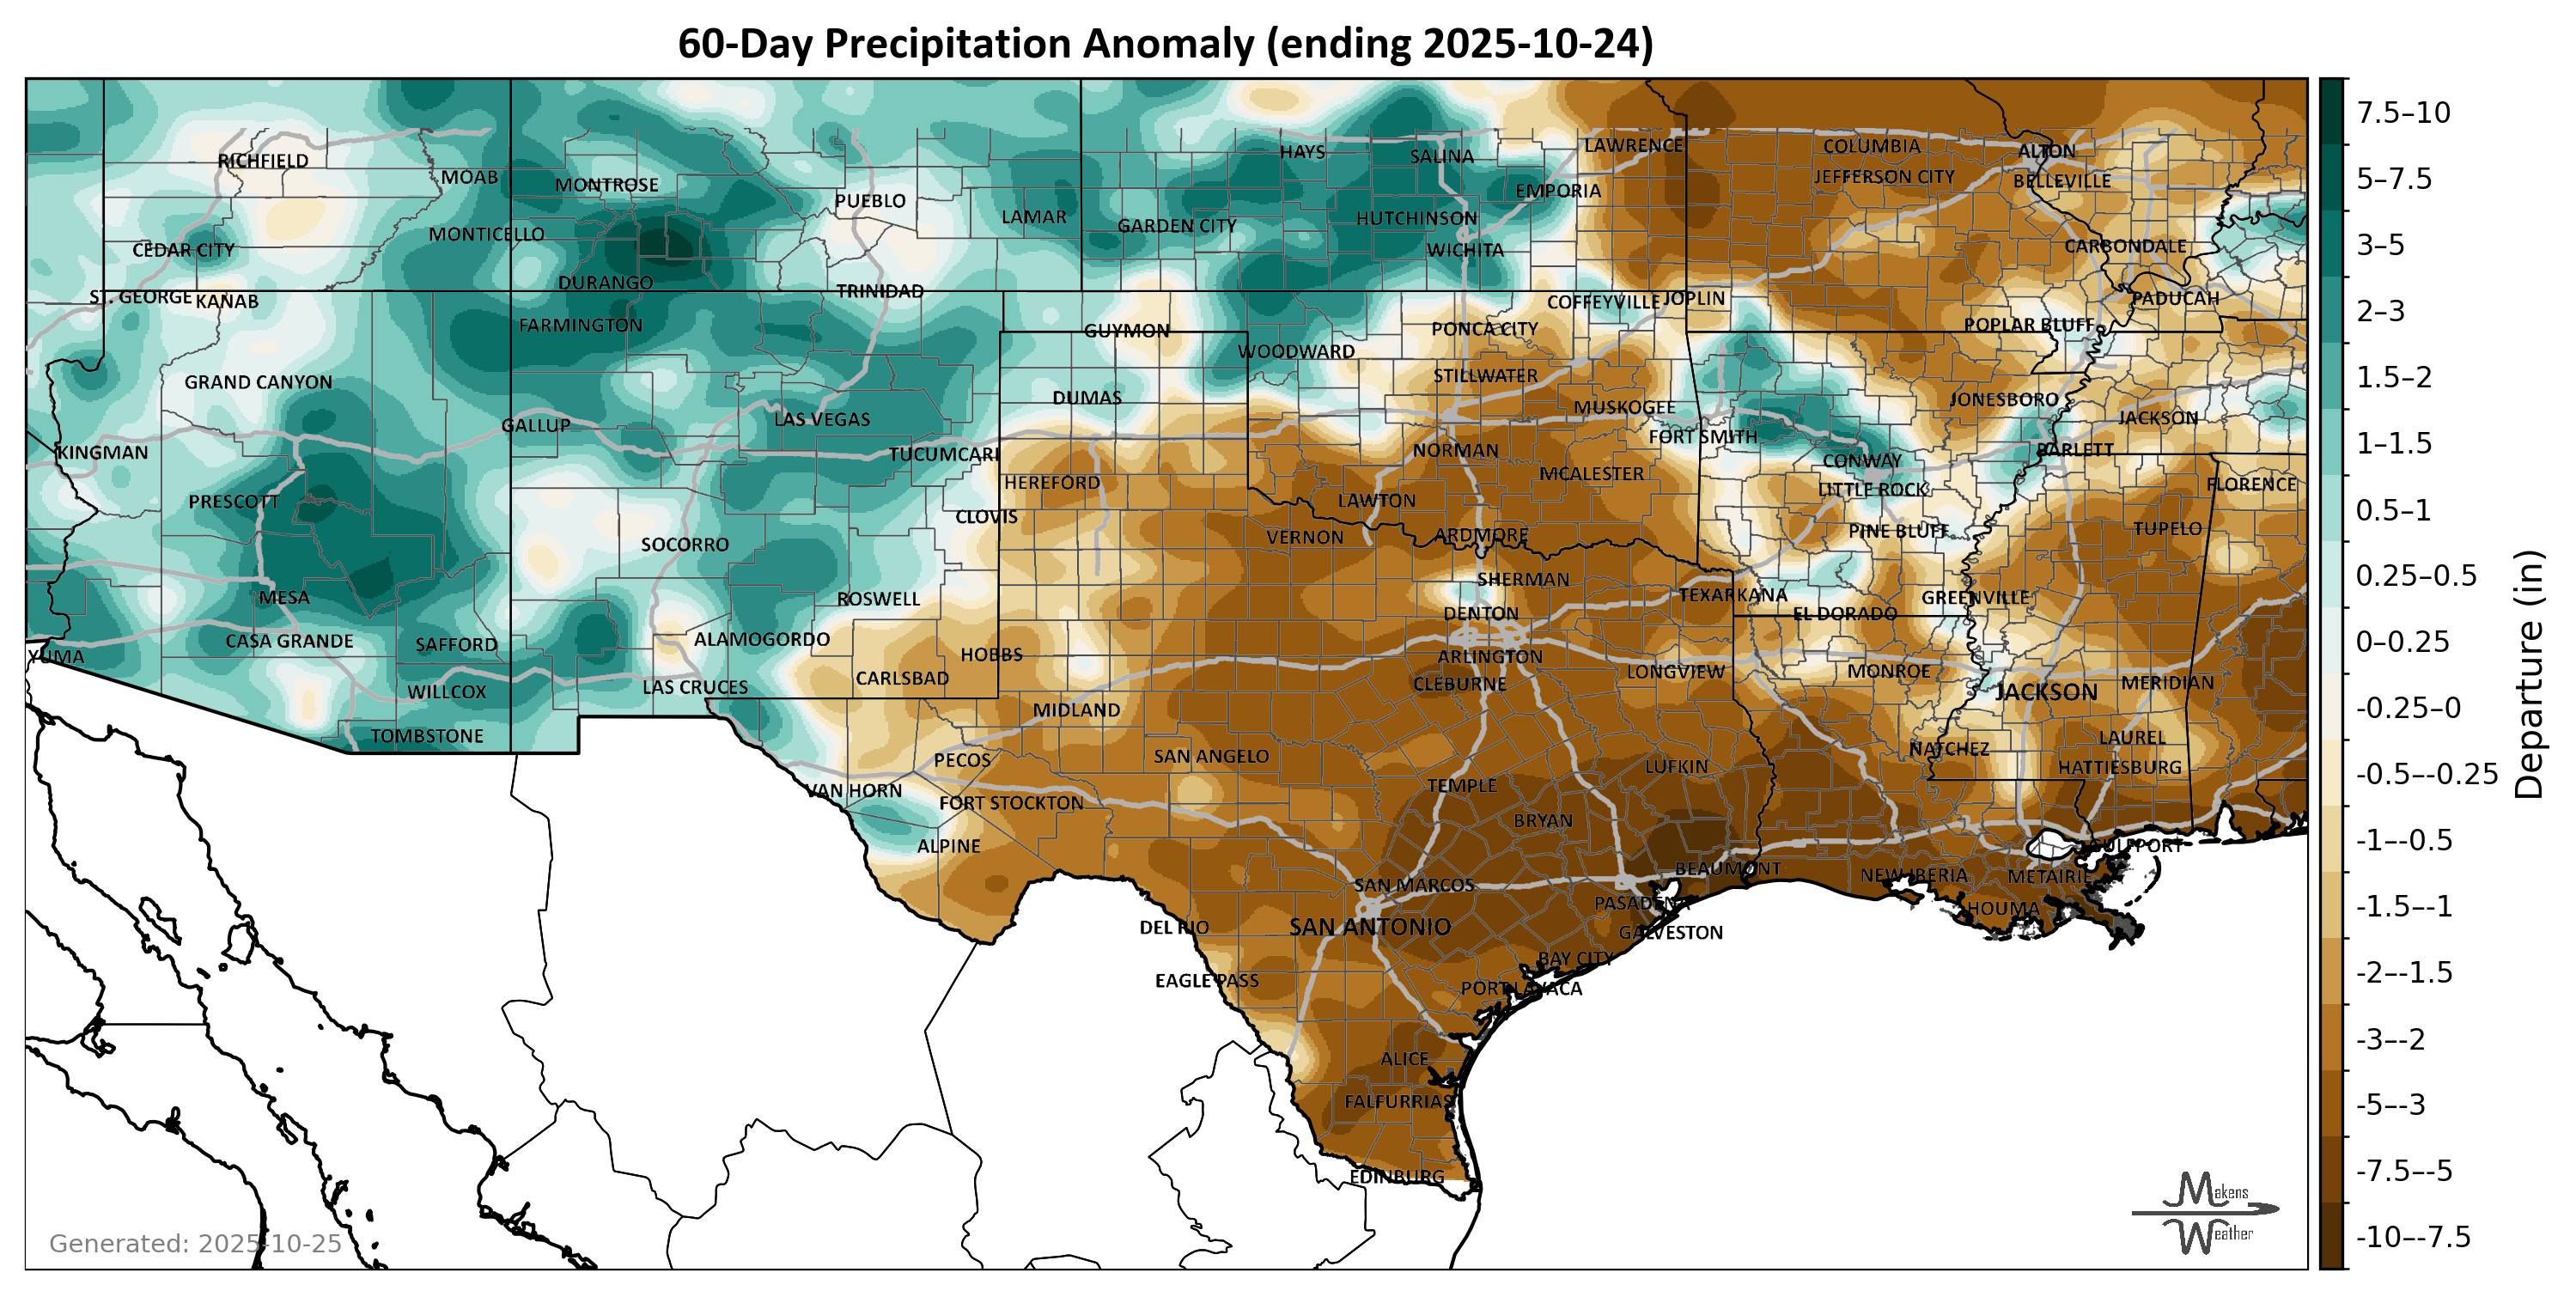 60-Day Precipitation Anomaly (ending 2025-10-24)
RICHFIELD
MOAB
MONTROSE
PUEBLO
LAMAR
HAYS
SALINA
LAWRENCE
COLUMBIA
ALTON
JEFFERSON CITY
BELLEVILLE
EMPORIA
GARDEN CITY
HUTCHINSON
WICHITA
MONTICELLO
CEDAR CITY
CARBONDALE
DURANGO
TRINIDAD
ST. GEORGE
KANAB
COFFEYVILLE
JOPLIN
PADUCAH
FARMINGTON
GUYMON
PONCA CITY
POPLAR BLUFF
WOODWARD
GRAND CANYON
STILLWATER
DUMAS
MUSKOGEE
JONESBORO
JACKSON
GALLUP
LAS VEGAS
FORT SMITH
KINGMAN
TUCUMCARI
NORMAN
BARLETT
CONWAY
HEREFORD
MCALESTER
FLORENCE
PRESCOTT
LAWTON
LITTLE ROCK
CLOVIS
TUPELO
VERNON
ARDMORE
PINE BLUFF
SOCORRO
SHERMAN
MESA
ROSWELL
TEXARKANA
GREENVILLE
DENTON
EL DORADO
CASA GRANDE
SAFFORD
ALAMOGORDO
YUMA
HOBBS
ARLINGTON
LONGVIEW
MONROE
CARLSBAD
CLEBURNE
LAS CRUCES
WILLCOX
JACKSON
MERIDIAN
MIDLAND
TOMBSTONE
LAUREL
NATCHEZ
PECOS
SAN ANGELO
LUFKIN
HATTIESBURG
VAN HORN
FORT STOCKTON
TEMPLE
BRYAN
ALPINE
GULFPORT
BEAUMONT
NEW IBERIA
METAIRIE
SAN MARCOS
PASADENA
HOUMA
DEL RIO
SAN ANTONIO
GALVESTON
BAY CITY
EAGLE PASS
PORT LAVACA
ALICE
FALFURRIAS
EDINBURG
Generated: 2025-10-25
Makens
Weather
7.5–10
5–7.5
3–5
2–3
1.5–2
1–1.5
0.5–1
0.25–0.5
0–0.25
-0.25–0
-0.5–-0.25
-1–-0.5
-1.5–-1
-2–-1.5
-3–-2
-5–-3
-7.5–-5
-10–-7.5
Departure (in)